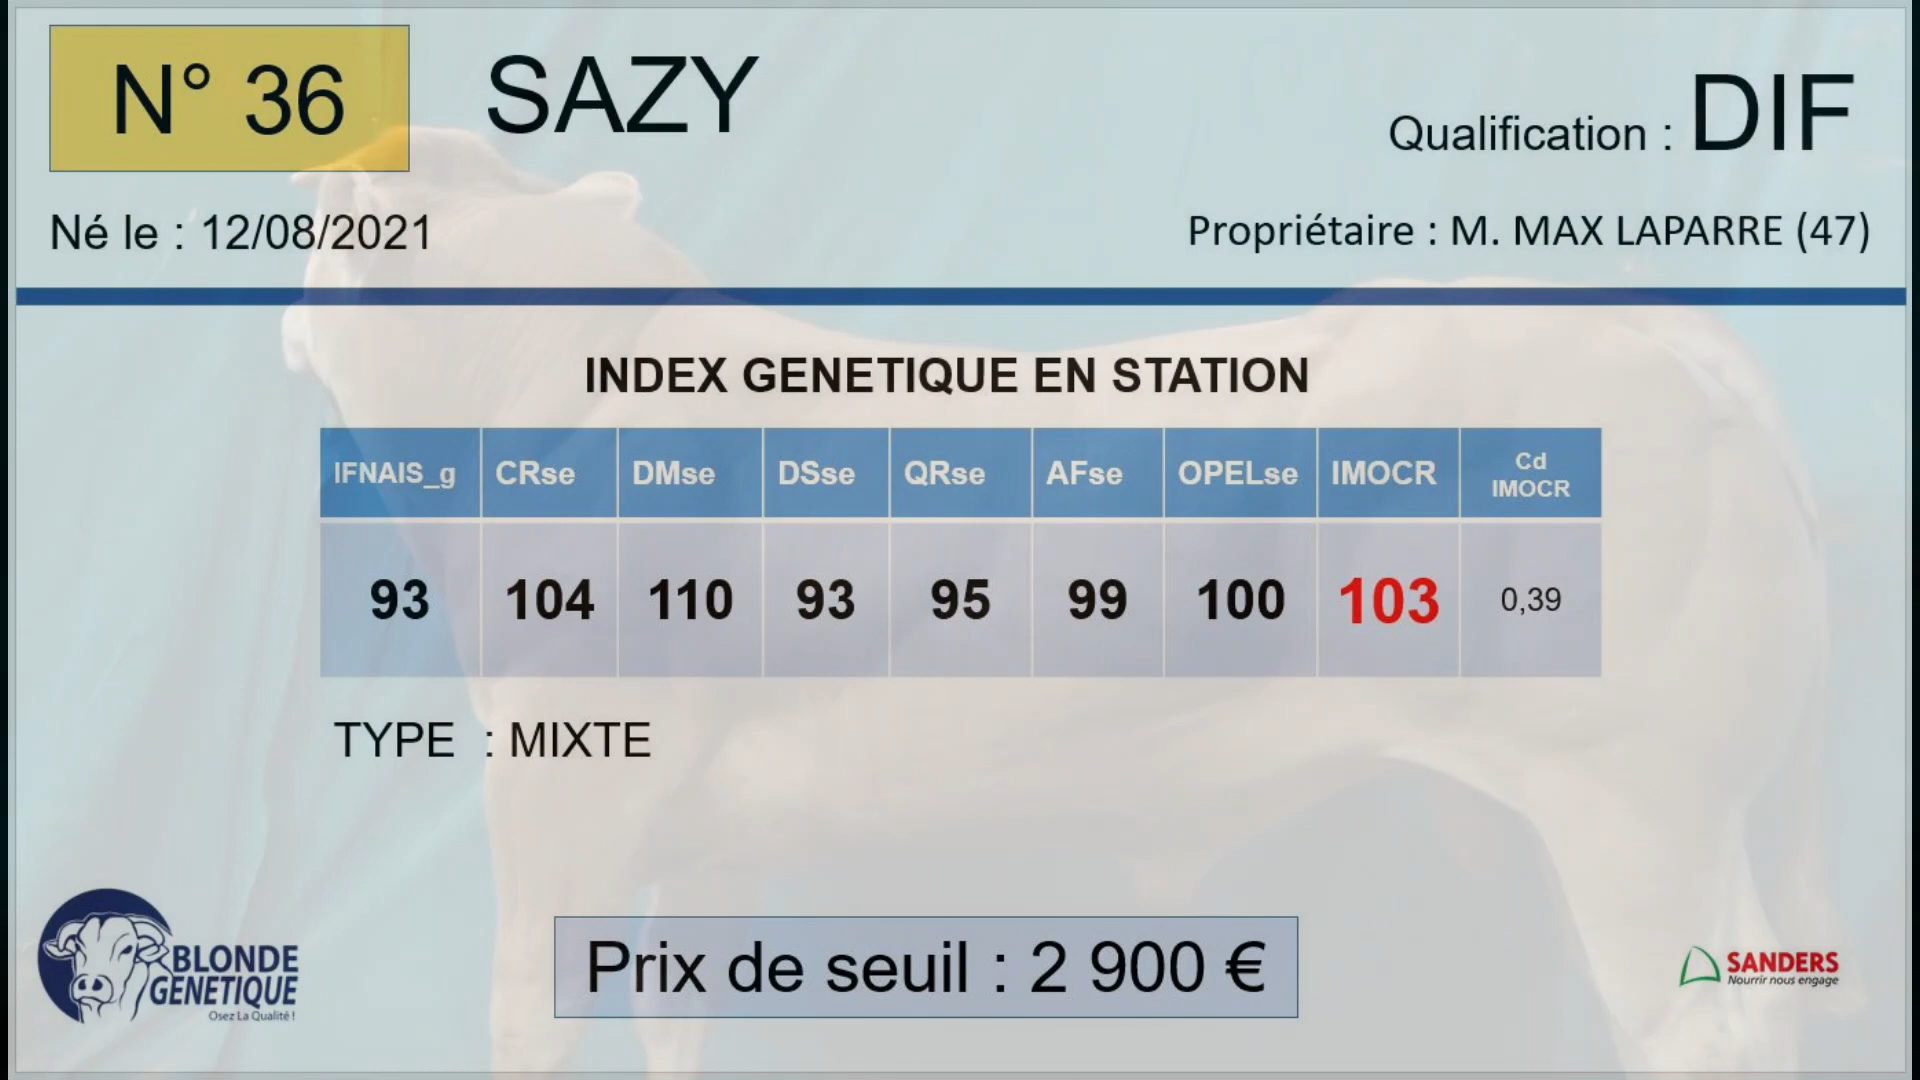 N° 36
SAZY
Qualification : DIF
Né le : 12/08/2021
Propriétaire : M. MAX LAPARRE (47)
INDEX GENETIQUE EN STATION
IFNAIS_g CRse DMse DSse QRse AFse OPELse IMOCR Cd IMOCR
93 104 110 93 95 99 100 103 0,39
TYPE : MIXTE
Prix de seuil : 2 900 €
BLONDE
GENETIQUE
Osez La Qualité !
SANDERS
Nourrir nous engage